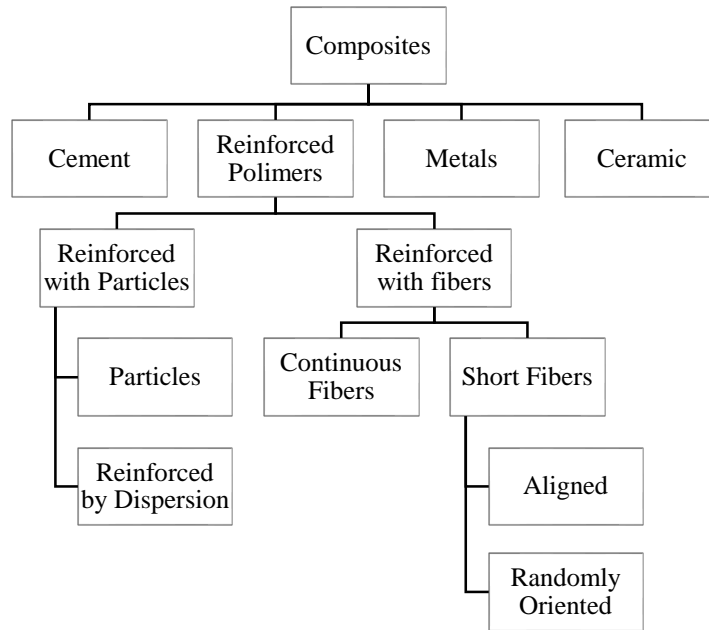 Composites
Cement
Reinforced
Polimers
Metals
Ceramic
Reinforced
with Particles
Reinforced
with fibers
Particles
Reinforced
by Dispersion
Continuous
Fibers
Short Fibers
Aligned
Randomly
Oriented